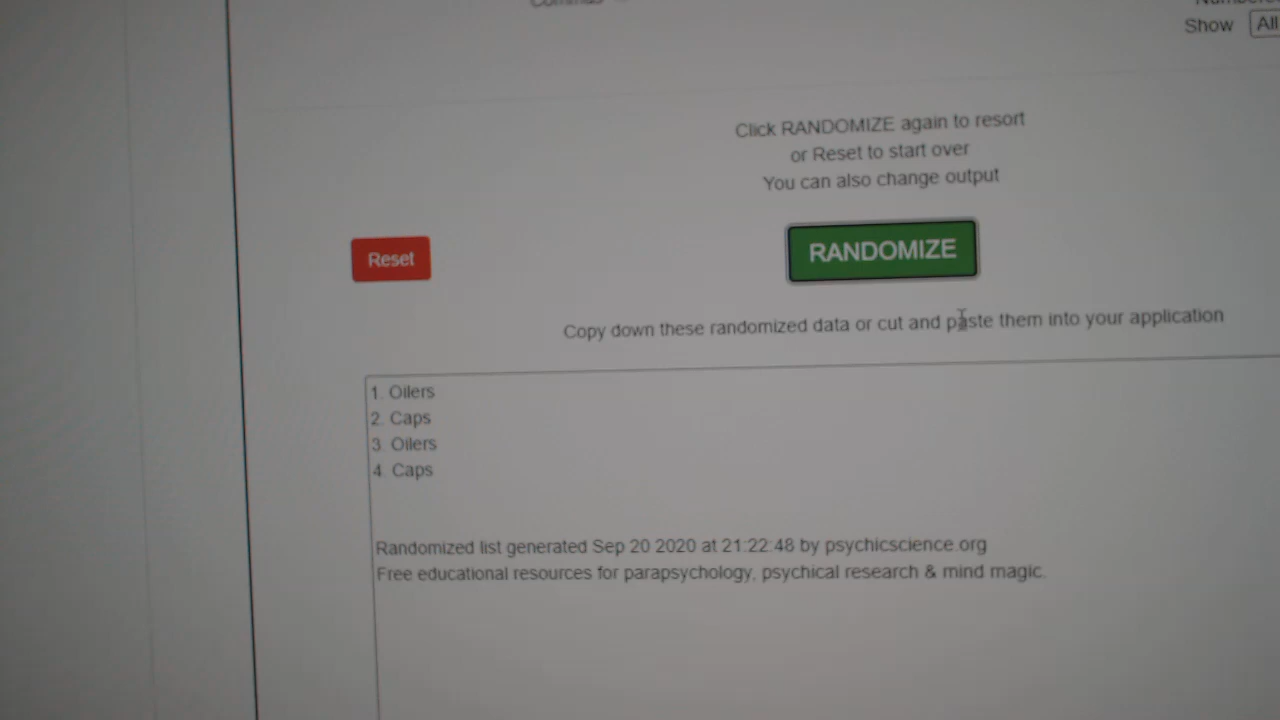 Show All
Click RANDOMIZE again to resort
or Reset to start over
You can also change output
Reset
RANDOMIZE
Copy down these randomized data or cut and paste them into your application
1. Oilers
2. Caps
3. Oilers
4. Caps
Randomized list generated Sep 20 2020 at 21:22:48 by psychicscience.org
Free educational resources for parapsychology, psychical research & mind magic.